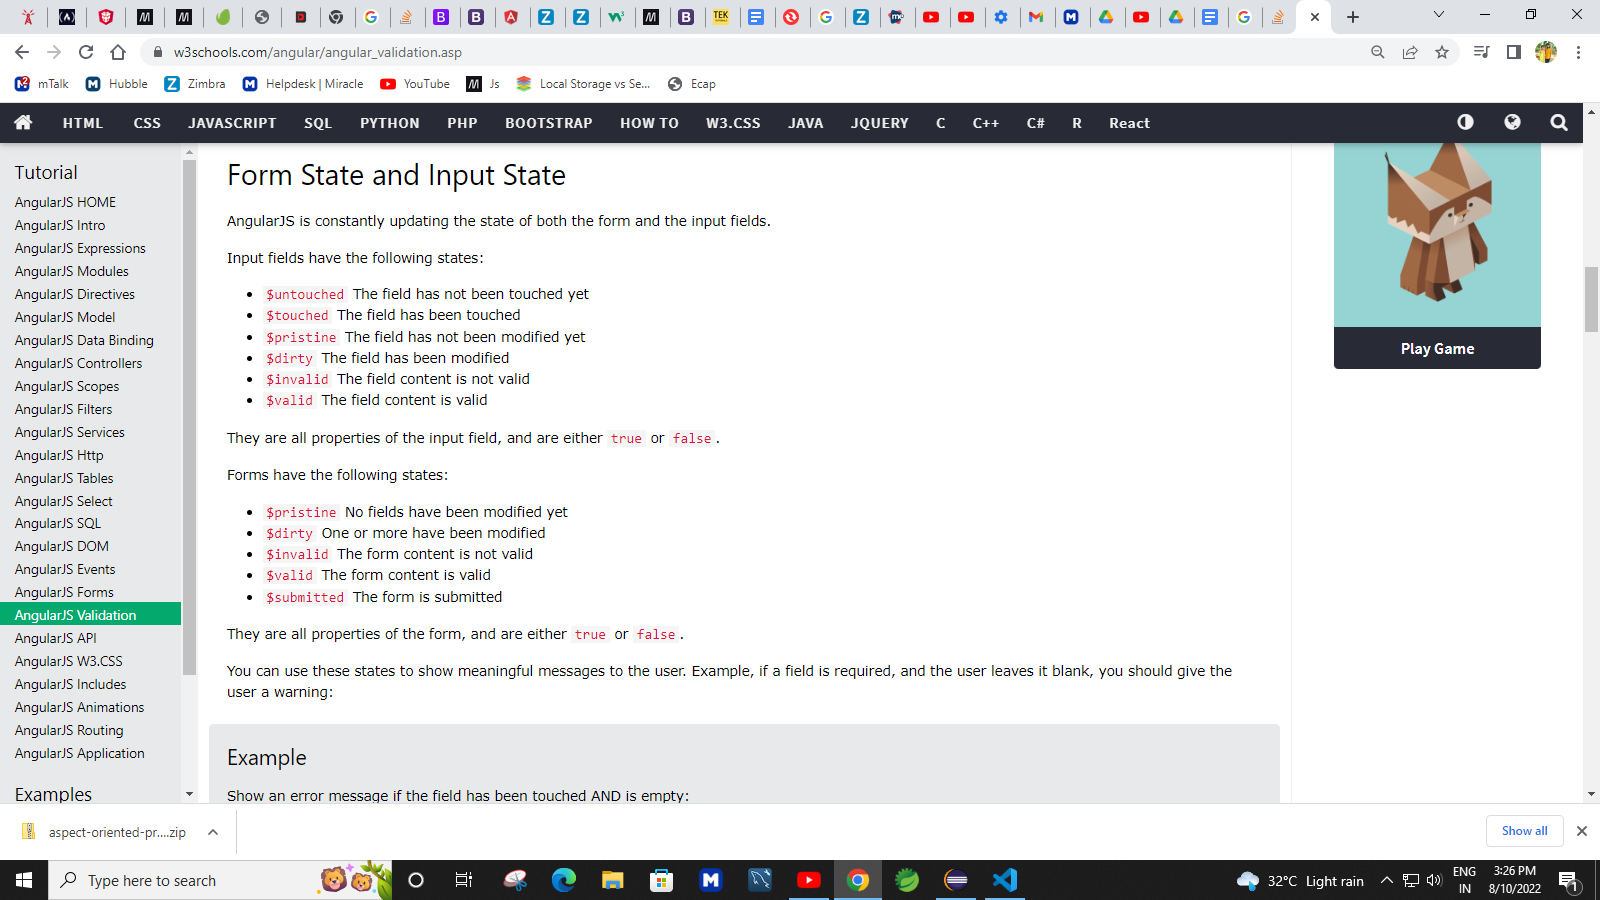 w3schools.com/angular/angular_validation.asp
mTalk Hubble Zimbra Helpdesk | Miracle YouTube Js Local Storage vs Se... Ecap
HTML CSS JAVASCRIPT SQL PYTHON PHP BOOTSTRAP HOW TO W3.CSS JAVA JQUERY C C++ C# R React
Tutorial
AngularJS HOME
AngularJS Intro
AngularJS Expressions
AngularJS Modules
AngularJS Directives
AngularJS Model
AngularJS Data Binding
AngularJS Controllers
AngularJS Scopes
AngularJS Filters
AngularJS Services
AngularJS Http
AngularJS Tables
AngularJS Select
AngularJS SQL
AngularJS DOM
AngularJS Events
AngularJS Forms
AngularJS Validation
AngularJS API
AngularJS W3.CSS
AngularJS Includes
AngularJS Animations
AngularJS Routing
AngularJS Application
Examples
Form State and Input State
AngularJS is constantly updating the state of both the form and the input fields.
Input fields have the following states:
$untouched The field has not been touched yet
$touched The field has been touched
$pristine The field has not been modified yet
$dirty The field has been modified
$invalid The field content is not valid
$valid The field content is valid
They are all properties of the input field, and are either true or false.
Forms have the following states:
$pristine No fields have been modified yet
$dirty One or more have been modified
$invalid The form content is not valid
$valid The form content is valid
$submitted The form is submitted
They are all properties of the form, and are either true or false.
You can use these states to show meaningful messages to the user. Example, if a field is required, and the user leaves it blank, you should give the
user a warning:
Example
Show an error message if the field has been touched AND is empty:
Play Game
aspect-oriented-pr....zip
Show all
Type here to search
32°C Light rain
ENG
IN
3:26 PM
8/10/2022
1